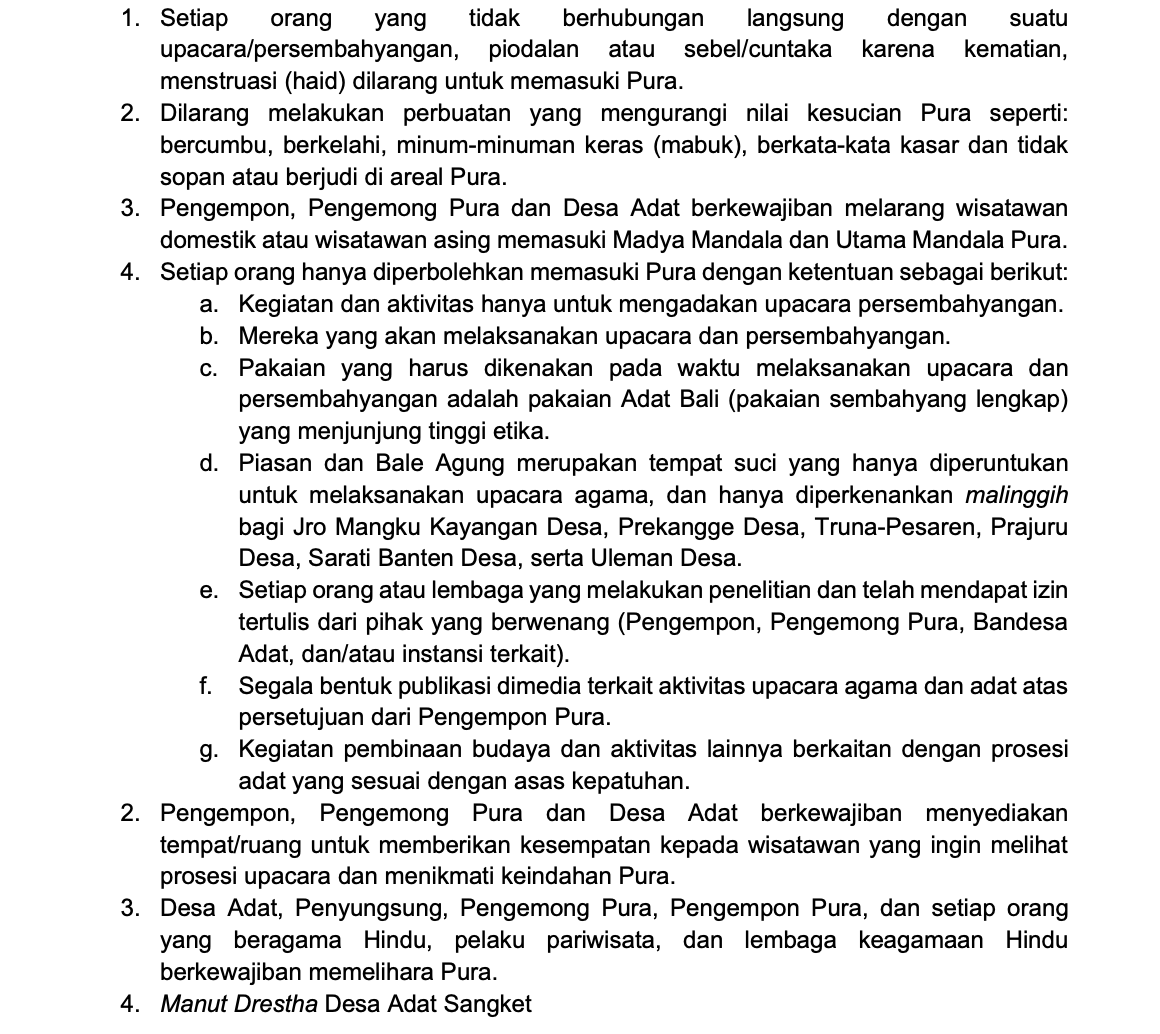 1. Setiap orang yang tidak berhubungan langsung dengan suatu
upacara/persembahyangan, piodalan atau sebel/cuntaka karena kematian,
menstruasi (haid) dilarang untuk memasuki Pura.
2. Dilarang melakukan perbuatan yang mengurangi nilai kesucian Pura seperti:
bercumbu, berkelahi, minum-minuman keras (mabuk), berkata-kata kasar dan tidak
sopan atau berjudi di areal Pura.
3. Pengempon, Pengemong Pura dan Desa Adat berkewajiban melarang wisatawan
domestik atau wisatawan asing memasuki Madya Mandala dan Utama Mandala Pura.
4. Setiap orang hanya diperbolehkan memasuki Pura dengan ketentuan sebagai berikut:
a. Kegiatan dan aktivitas hanya untuk mengadakan upacara persembahyangan.
b. Mereka yang akan melaksanakan upacara dan persembahyangan.
c. Pakaian yang harus dikenakan pada waktu melaksanakan upacara dan
persembahyangan adalah pakaian Adat Bali (pakaian sembahyang lengkap)
yang menjunjung tinggi etika.
d. Piasan dan Bale Agung merupakan tempat suci yang hanya diperuntukan
untuk melaksanakan upacara agama, dan hanya diperkenankan malinggih
bagi Jro Mangku Kayangan Desa, Prekangge Desa, Truna-Pesaren, Prajuru
Desa, Sarati Banten Desa, serta Uleman Desa.
e. Setiap orang atau lembaga yang melakukan penelitian dan telah mendapat izin
tertulis dari pihak yang berwenang (Pengempon, Pengemong Pura, Bandesa
Adat, dan/atau instansi terkait).
f. Segala bentuk publikasi dimedia terkait aktivitas upacara agama dan adat atas
persetujuan dari Pengempon Pura.
g. Kegiatan pembinaan budaya dan aktivitas lainnya berkaitan dengan prosesi
adat yang sesuai dengan asas kepatuhan.
2. Pengempon, Pengemong Pura dan Desa Adat berkewajiban menyediakan
tempat/ruang untuk memberikan kesempatan kepada wisatawan yang ingin melihat
prosesi upacara dan menikmati keindahan Pura.
3. Desa Adat, Penyungsung, Pengemong Pura, Pengempon Pura, dan setiap orang
yang beragama Hindu, pelaku pariwisata, dan lembaga keagamaan Hindu
berkewajiban memelihara Pura.
4. Manut Drestha Desa Adat Sangket